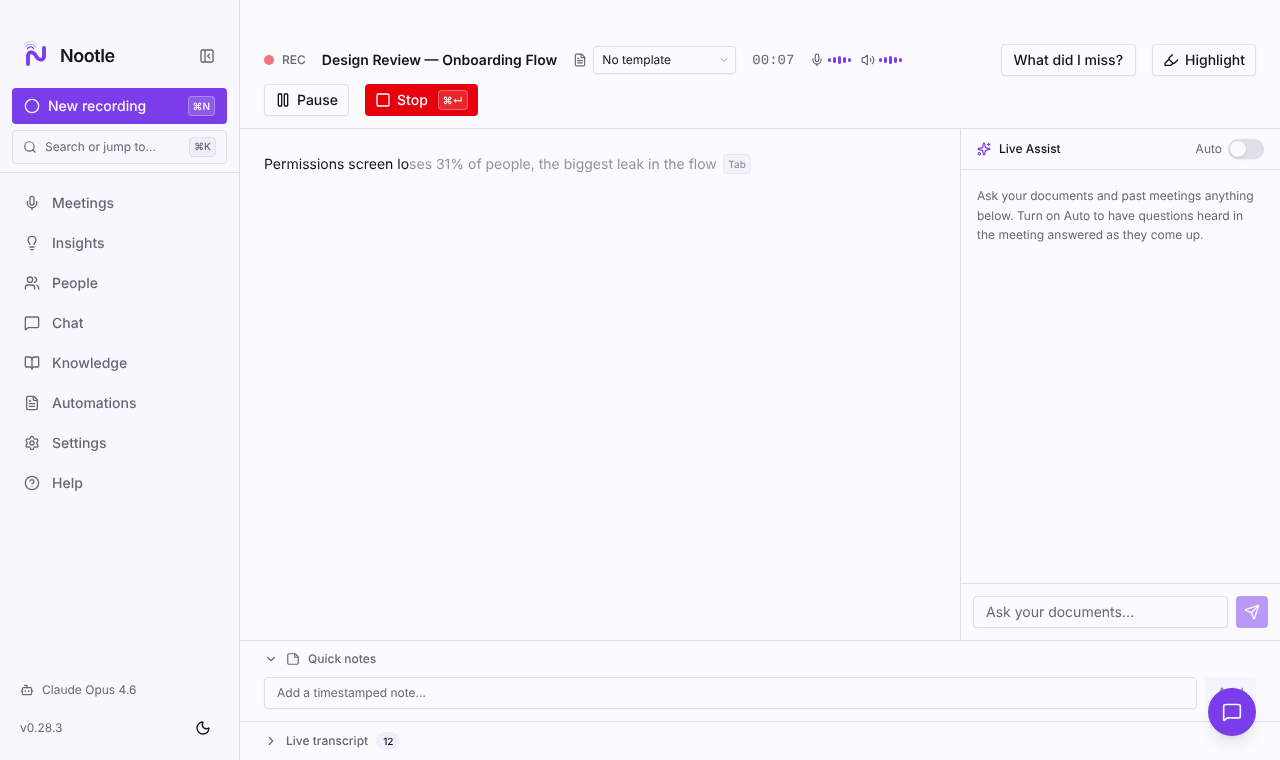 Nootle
New recording ⌘N
Search or jump to... ⌘K
Meetings
Insights
People
Chat
Knowledge
Automations
Settings
Help
Claude Opus 4.6
v0.28.3
REC Design Review — Onboarding Flow No template 00:07 What did I miss? Highlight
Pause Stop ⌘↵
Permissions screen loses 31% of people, the biggest leak in the flow Tab
Live Assist Auto
Ask your documents and past meetings anything
below. Turn on Auto to have questions heard in
the meeting answered as they come up.
Ask your documents...
Quick notes
Add a timestamped note...
Live transcript 12